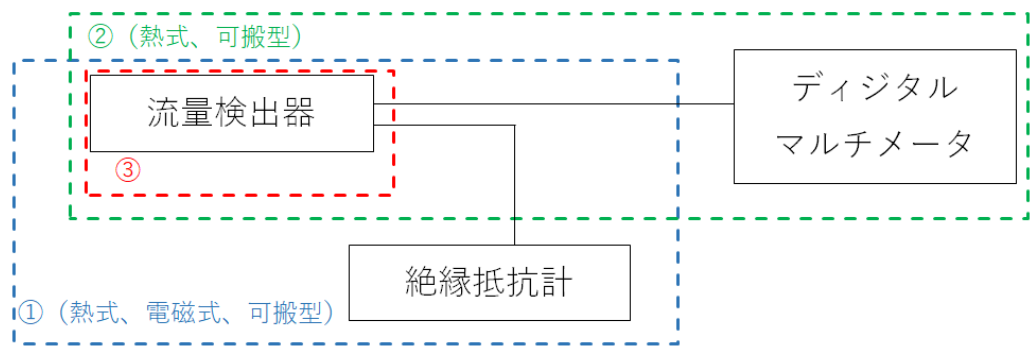 ②（熱式、可搬型）
流量検出器
ディジタル
マルチメータ
③
絶縁抵抗計
①（熱式、電磁式、可搬型）